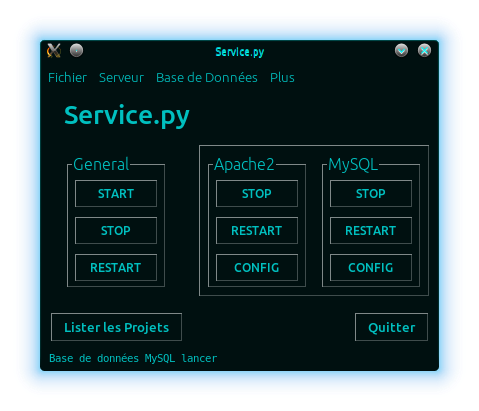 Service.py
Fichier Serveur Base de Données Plus
Service.py
General Apache2 MySQL
START STOP STOP
STOP RESTART RESTART
RESTART CONFIG CONFIG
Lister les Projets Quitter
Base de données MySQL lancer